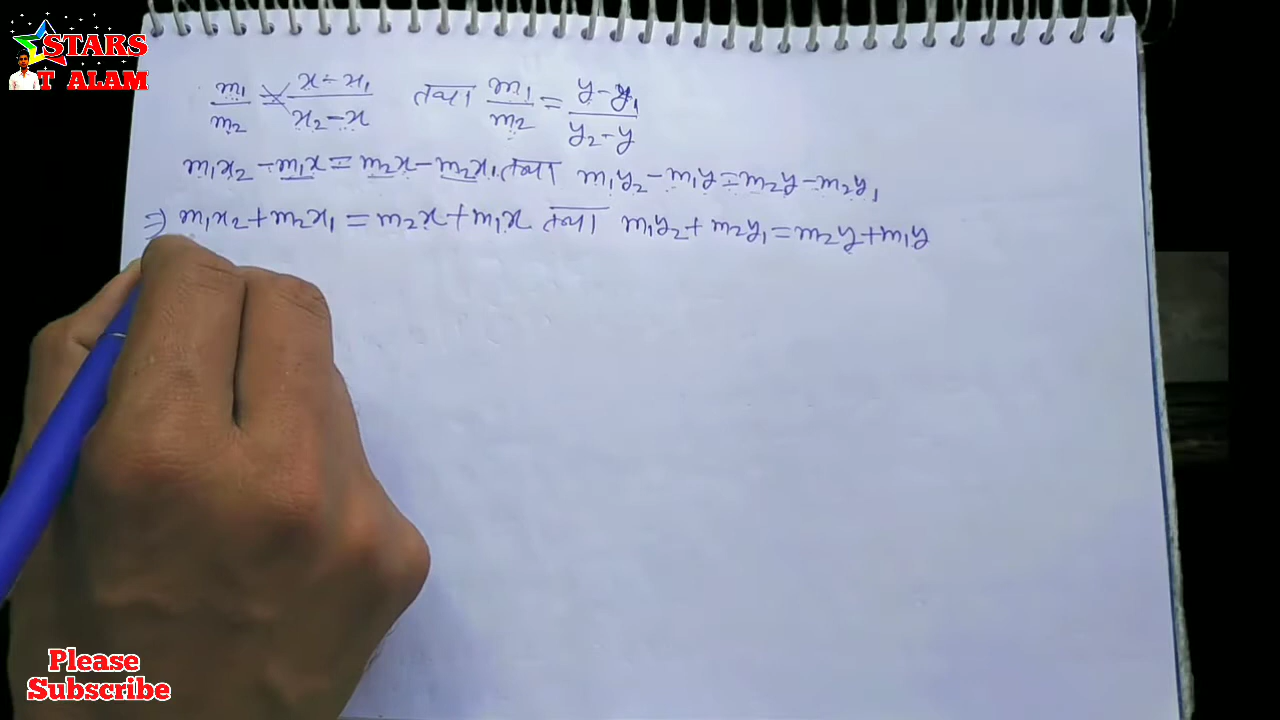 STARS
T ALAM
m₁/m₂ = x-x₁/x₂-x तथा m₁/m₂ = y-y₁/y₂-y
m₁x₂-m₁x=m₂x-m₂x₁ तथा m₁y₂-m₁y=m₂y-m₂y₁
⇒ m₁x₂+m₂x₁=m₂x+m₁x तथा m₁y₂+m₂y₁=m₂y+m₁y
Please
Subscribe